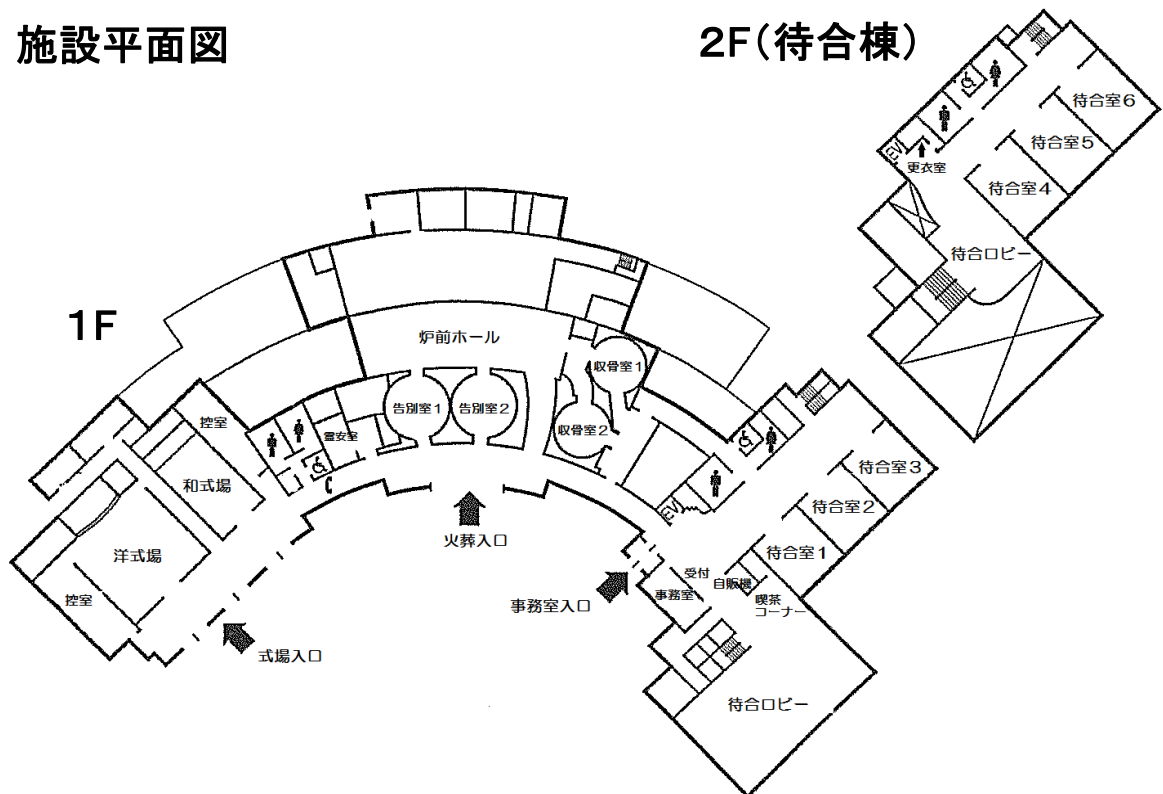 施設平面図
2F(待合棟)
待合室6
待合室5
待合室4
EV
更衣室
待合ロビー
1F
炉前ホール
収骨室1
告別室1
告別室2
収骨室2
控室
霊安室
和式場
洋式場
控室
式場入口
火葬入口
事務室入口
EV
待合室3
待合室2
待合室1
受付
自販機
事務室
喫茶
コーナー
待合ロビー